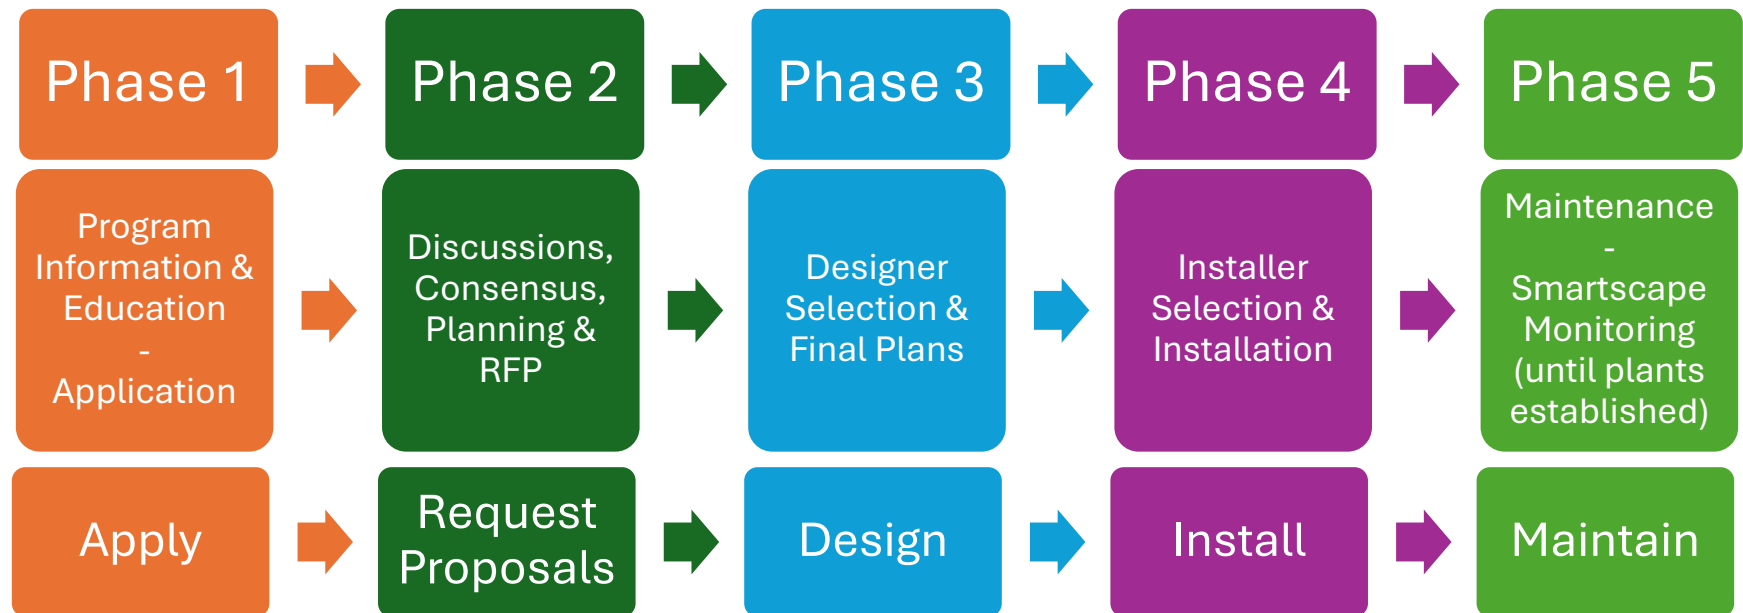 Phase 1
Phase 2
Phase 3
Phase 4
Phase 5
Program
Information &
Education
-
Application
Discussions,
Consensus,
Planning &
RFP
Designer
Selection &
Final Plans
Installer
Selection &
Installation
Maintenance
-
Smartscape
Monitoring
(until plants
established)
Apply
Request
Proposals
Design
Install
Maintain